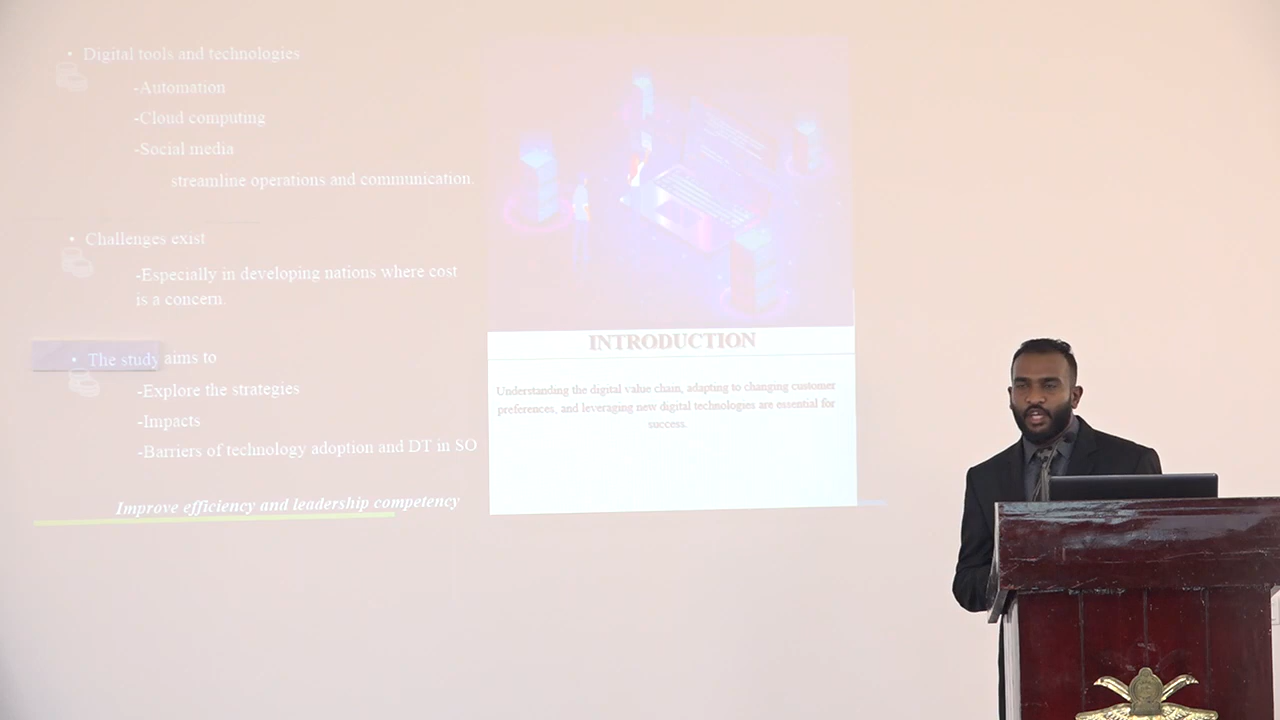 • Digital tools and technologies
-Automation
-Cloud computing
-Social media
streamline operations and communication.
• Challenges exist
-Especially in developing nations where cost
is a concern.
• The study aims to
-Explore the strategies
-Impacts
-Barriers of technology adoption and DT in SO
Improve efficiency and leadership competency
INTRODUCTION
Understanding the digital value chain, adapting to changing customer
preferences, and leveraging new digital technologies are essential for
success.